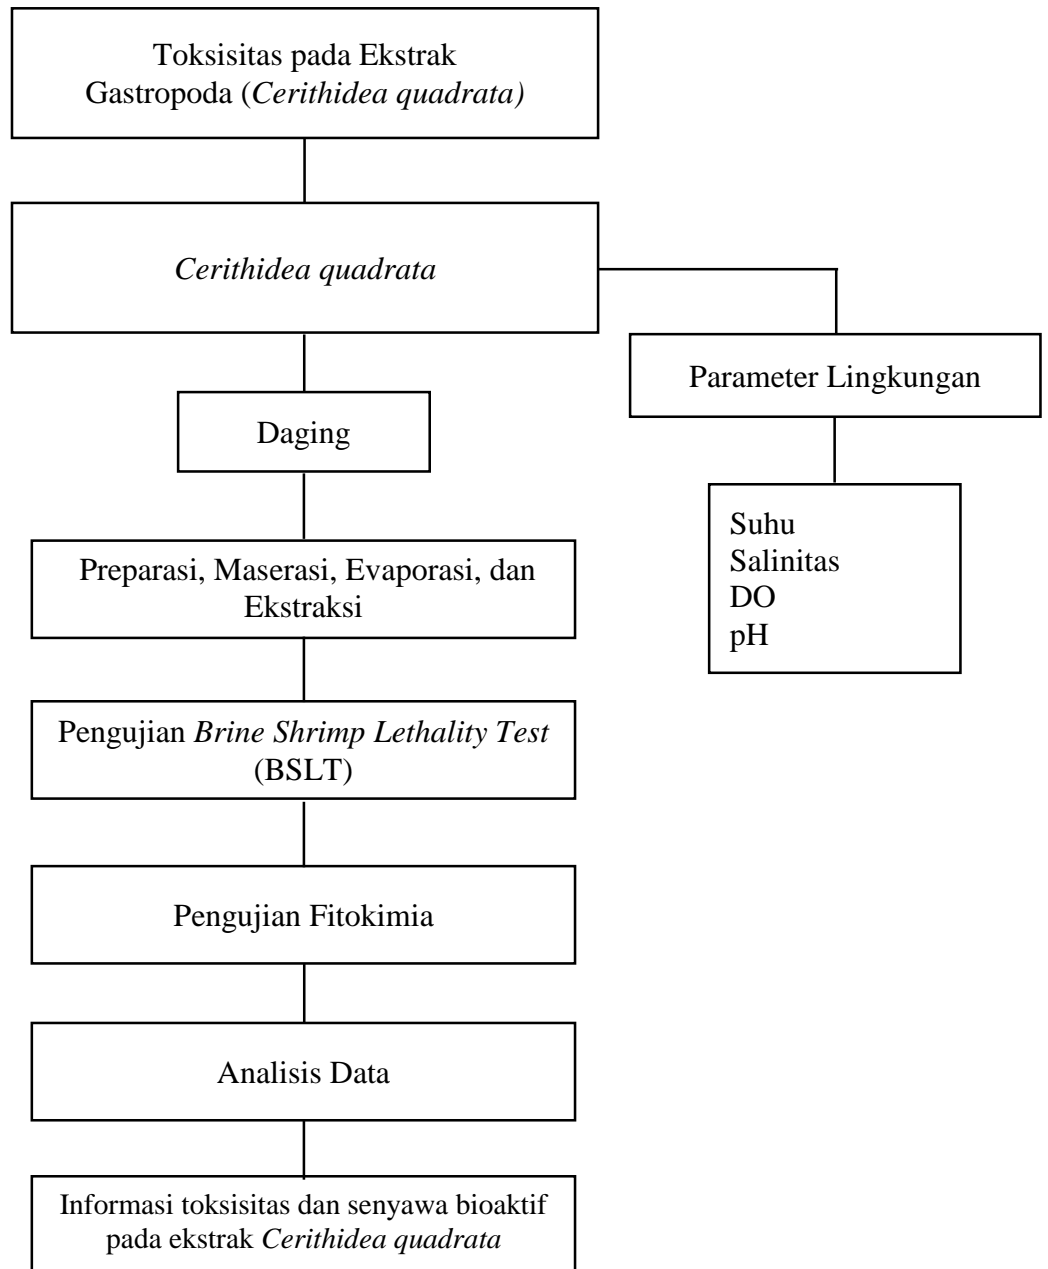 Toksisitas pada Ekstrak
Gastropoda (Cerithidea quadrata)
Cerithidea quadrata
Parameter Lingkungan
Daging
Suhu
Salinitas
DO
pH
Preparasi, Maserasi, Evaporasi, dan
Ekstraksi
Pengujian Brine Shrimp Lethality Test
(BSLT)
Pengujian Fitokimia
Analisis Data
Informasi toksisitas dan senyawa bioaktif
pada ekstrak Cerithidea quadrata